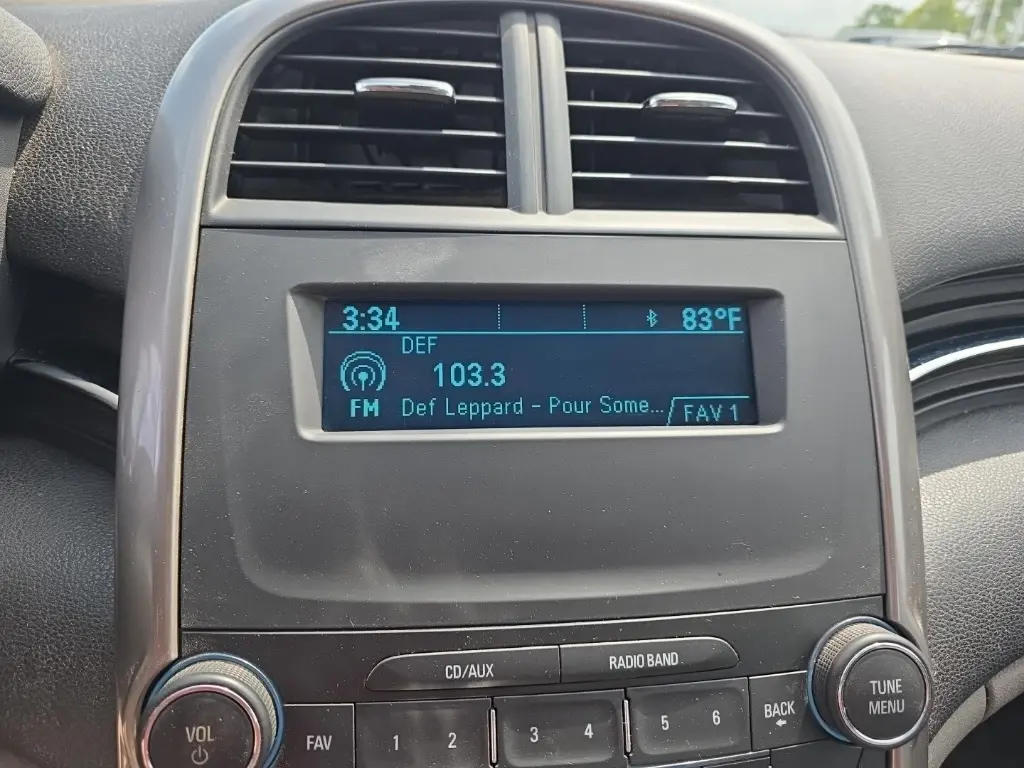 3:34 83°F
DEF
103.3
FM Def Leppard - Pour Some... FAV 1
CD/AUX RADIO BAND
VOL FAV 1 2 3 4 5 6 BACK TUNE MENU